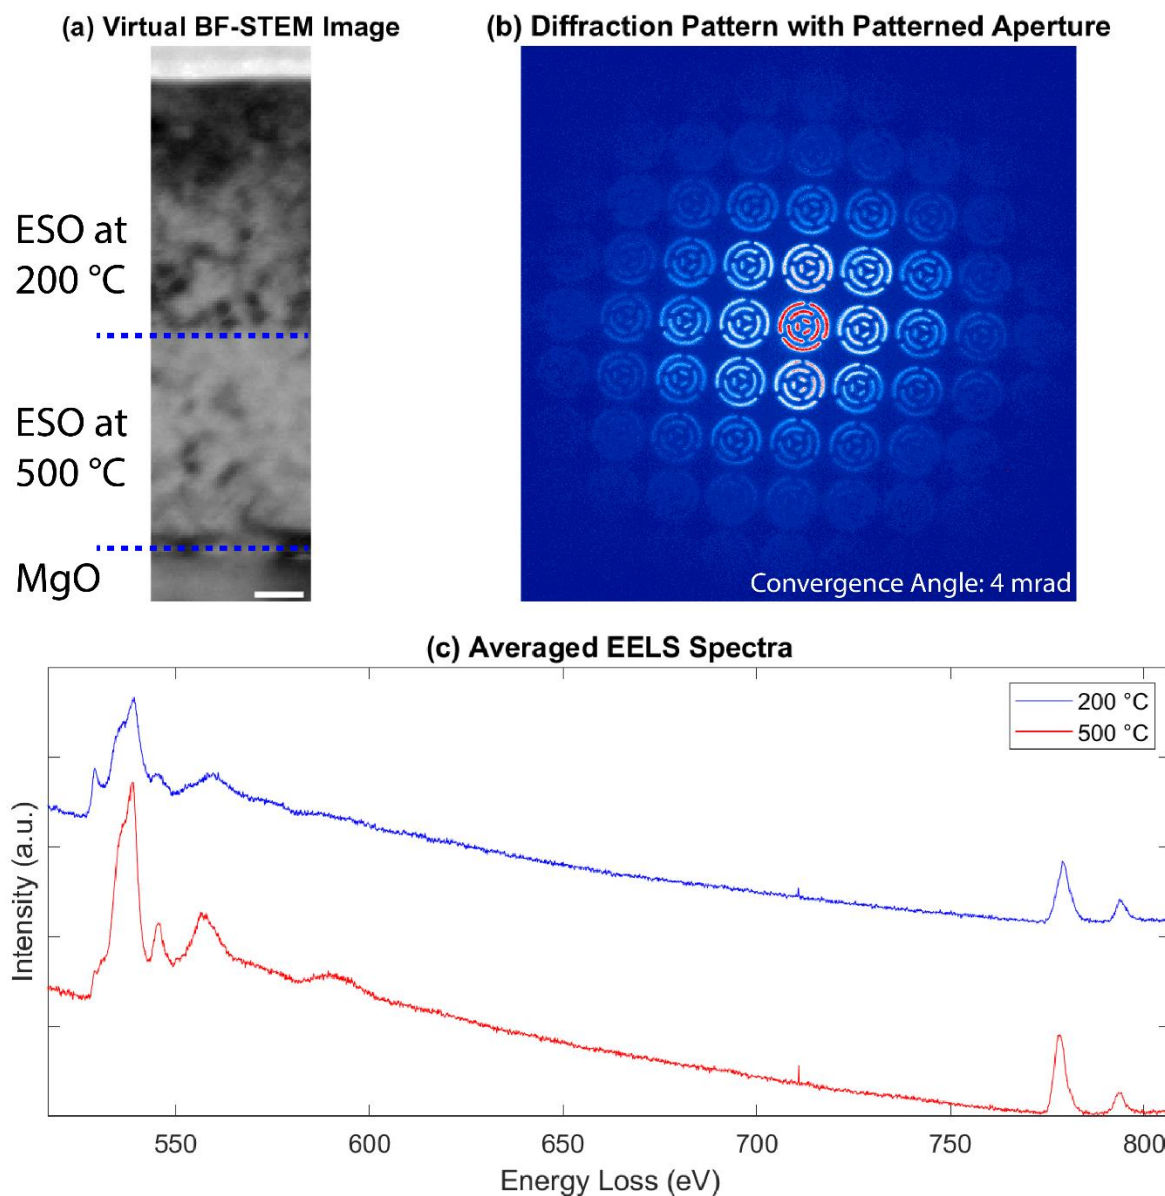 (a) Virtual BF-STEM Image
(b) Diffraction Pattern with Patterned Aperture
ESO at
200 °C
ESO at
500 °C
MgO
Convergence Angle: 4 mrad
(c) Averaged EELS Spectra
200 °C
500 °C
Intensity (a.u.)
550 600 650 700 750 800
Energy Loss (eV)